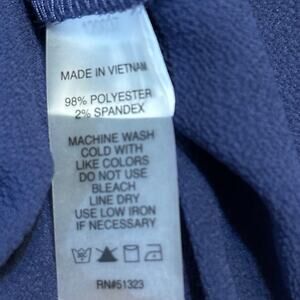 MADE IN VIETNAM
98% POLYESTER
2% SPANDEX
MACHINE WASH
COLD WITH
LIKE COLORS
DO NOT USE
BLEACH
LINE DRY
USE LOW IRON
IF NECESSARY
RN#51323